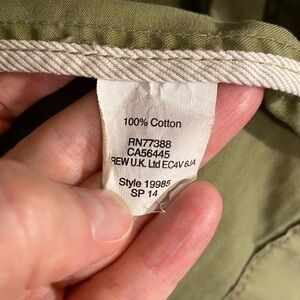 100% Cotton
RN77388
CA56445
REW U.K. Ltd EC4V 6JA
Style 19985
SP 14